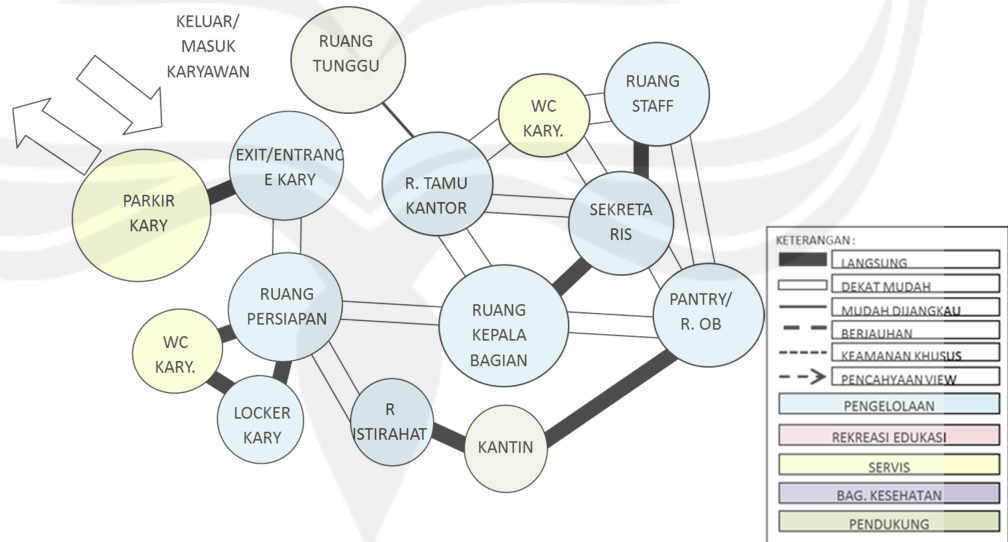 KELUAR/
MASUK
KARYAWAN
RUANG
TUNGGU
RUANG
STAFF
WC
KARY.
EXIT/ENTRANC
E KARY
R. TAMU
KANTOR
PARKIR
KARY
SEKRETA
RIS
RUANG
PERSIAPAN
RUANG
KEPALA
BAGIAN
PANTRY/
R. OB
WC
KARY.
LOCKER
KARY
R
ISTIRAHAT
KANTIN
KETERANGAN :
LANGSUNG
DEKAT MUDAH
MUDAH DIJANGKAU
BERJAUHAN
KEAMANAN KHUSUS
PENCAHYAAN VIEW
PENGELOLAAN
REKREASI EDUKASI
SERVIS
BAG. KESEHATAN
PENDUKUNG